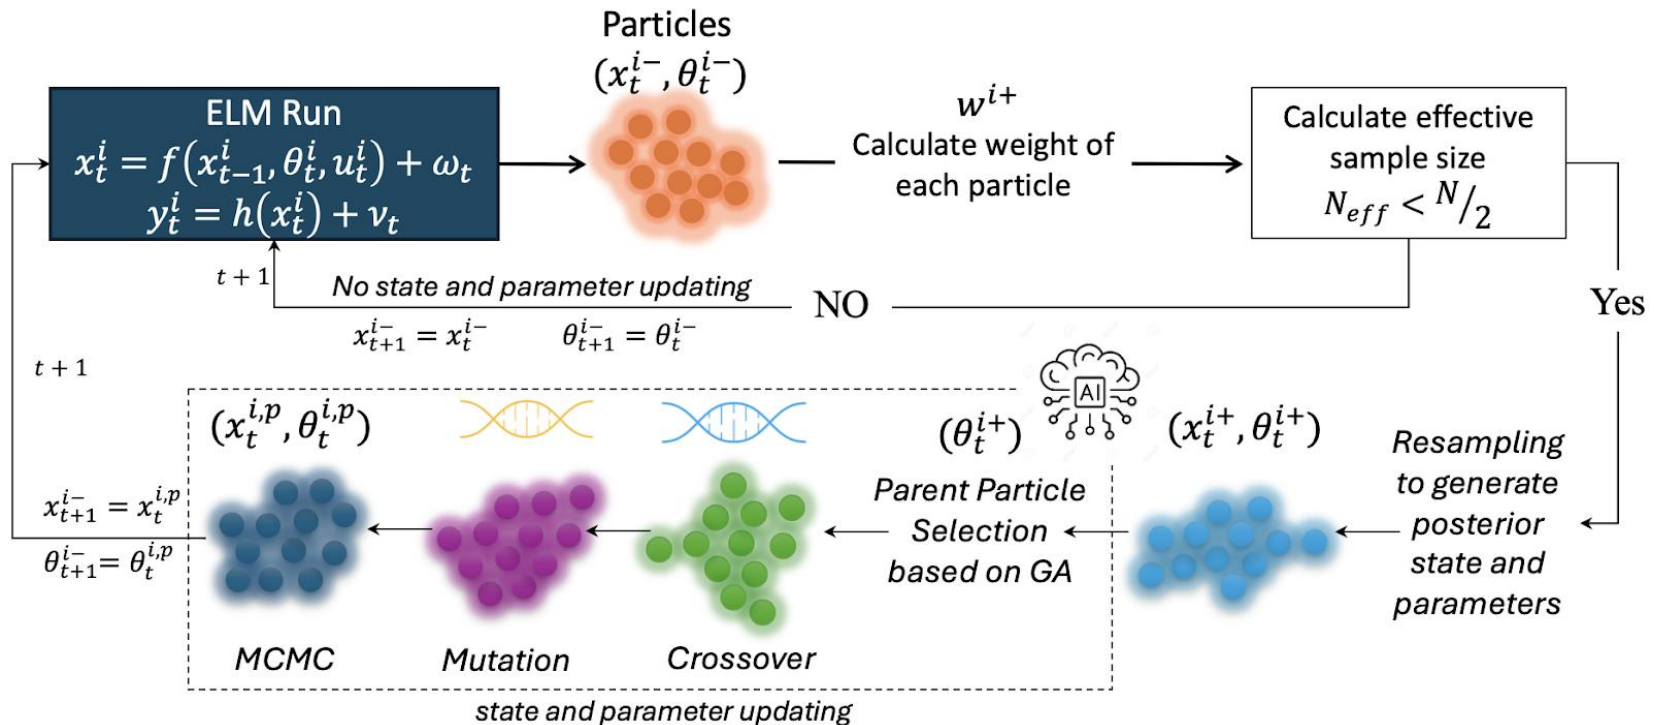 Particles
(x_t^{i-}, θ_t^{i-})
ELM Run
x_t^i = f(x_{t-1}^i, θ_t^i, u_t^i) + ω_t
y_t^i = h(x_t^i) + ν_t
w^{i+}
Calculate weight of
each particle
Calculate effective
sample size
N_{eff} < N/2
t + 1
No state and parameter updating
x_{t+1}^{i-} = x_t^{i-}
θ_{t+1}^{i-} = θ_t^{i-}
NO
Yes
t + 1
AI
(x_t^{i,p}, θ_t^{i,p})
(θ_t^{i+})
(x_t^{i+}, θ_t^{i+})
Resampling
to generate
posterior
state and
parameters
Parent Particle
Selection
based on GA
x_{t+1}^{i-} = x_t^{i,p}
θ_{t+1}^{i-} = θ_t^{i,p}
MCMC
Mutation
Crossover
state and parameter updating